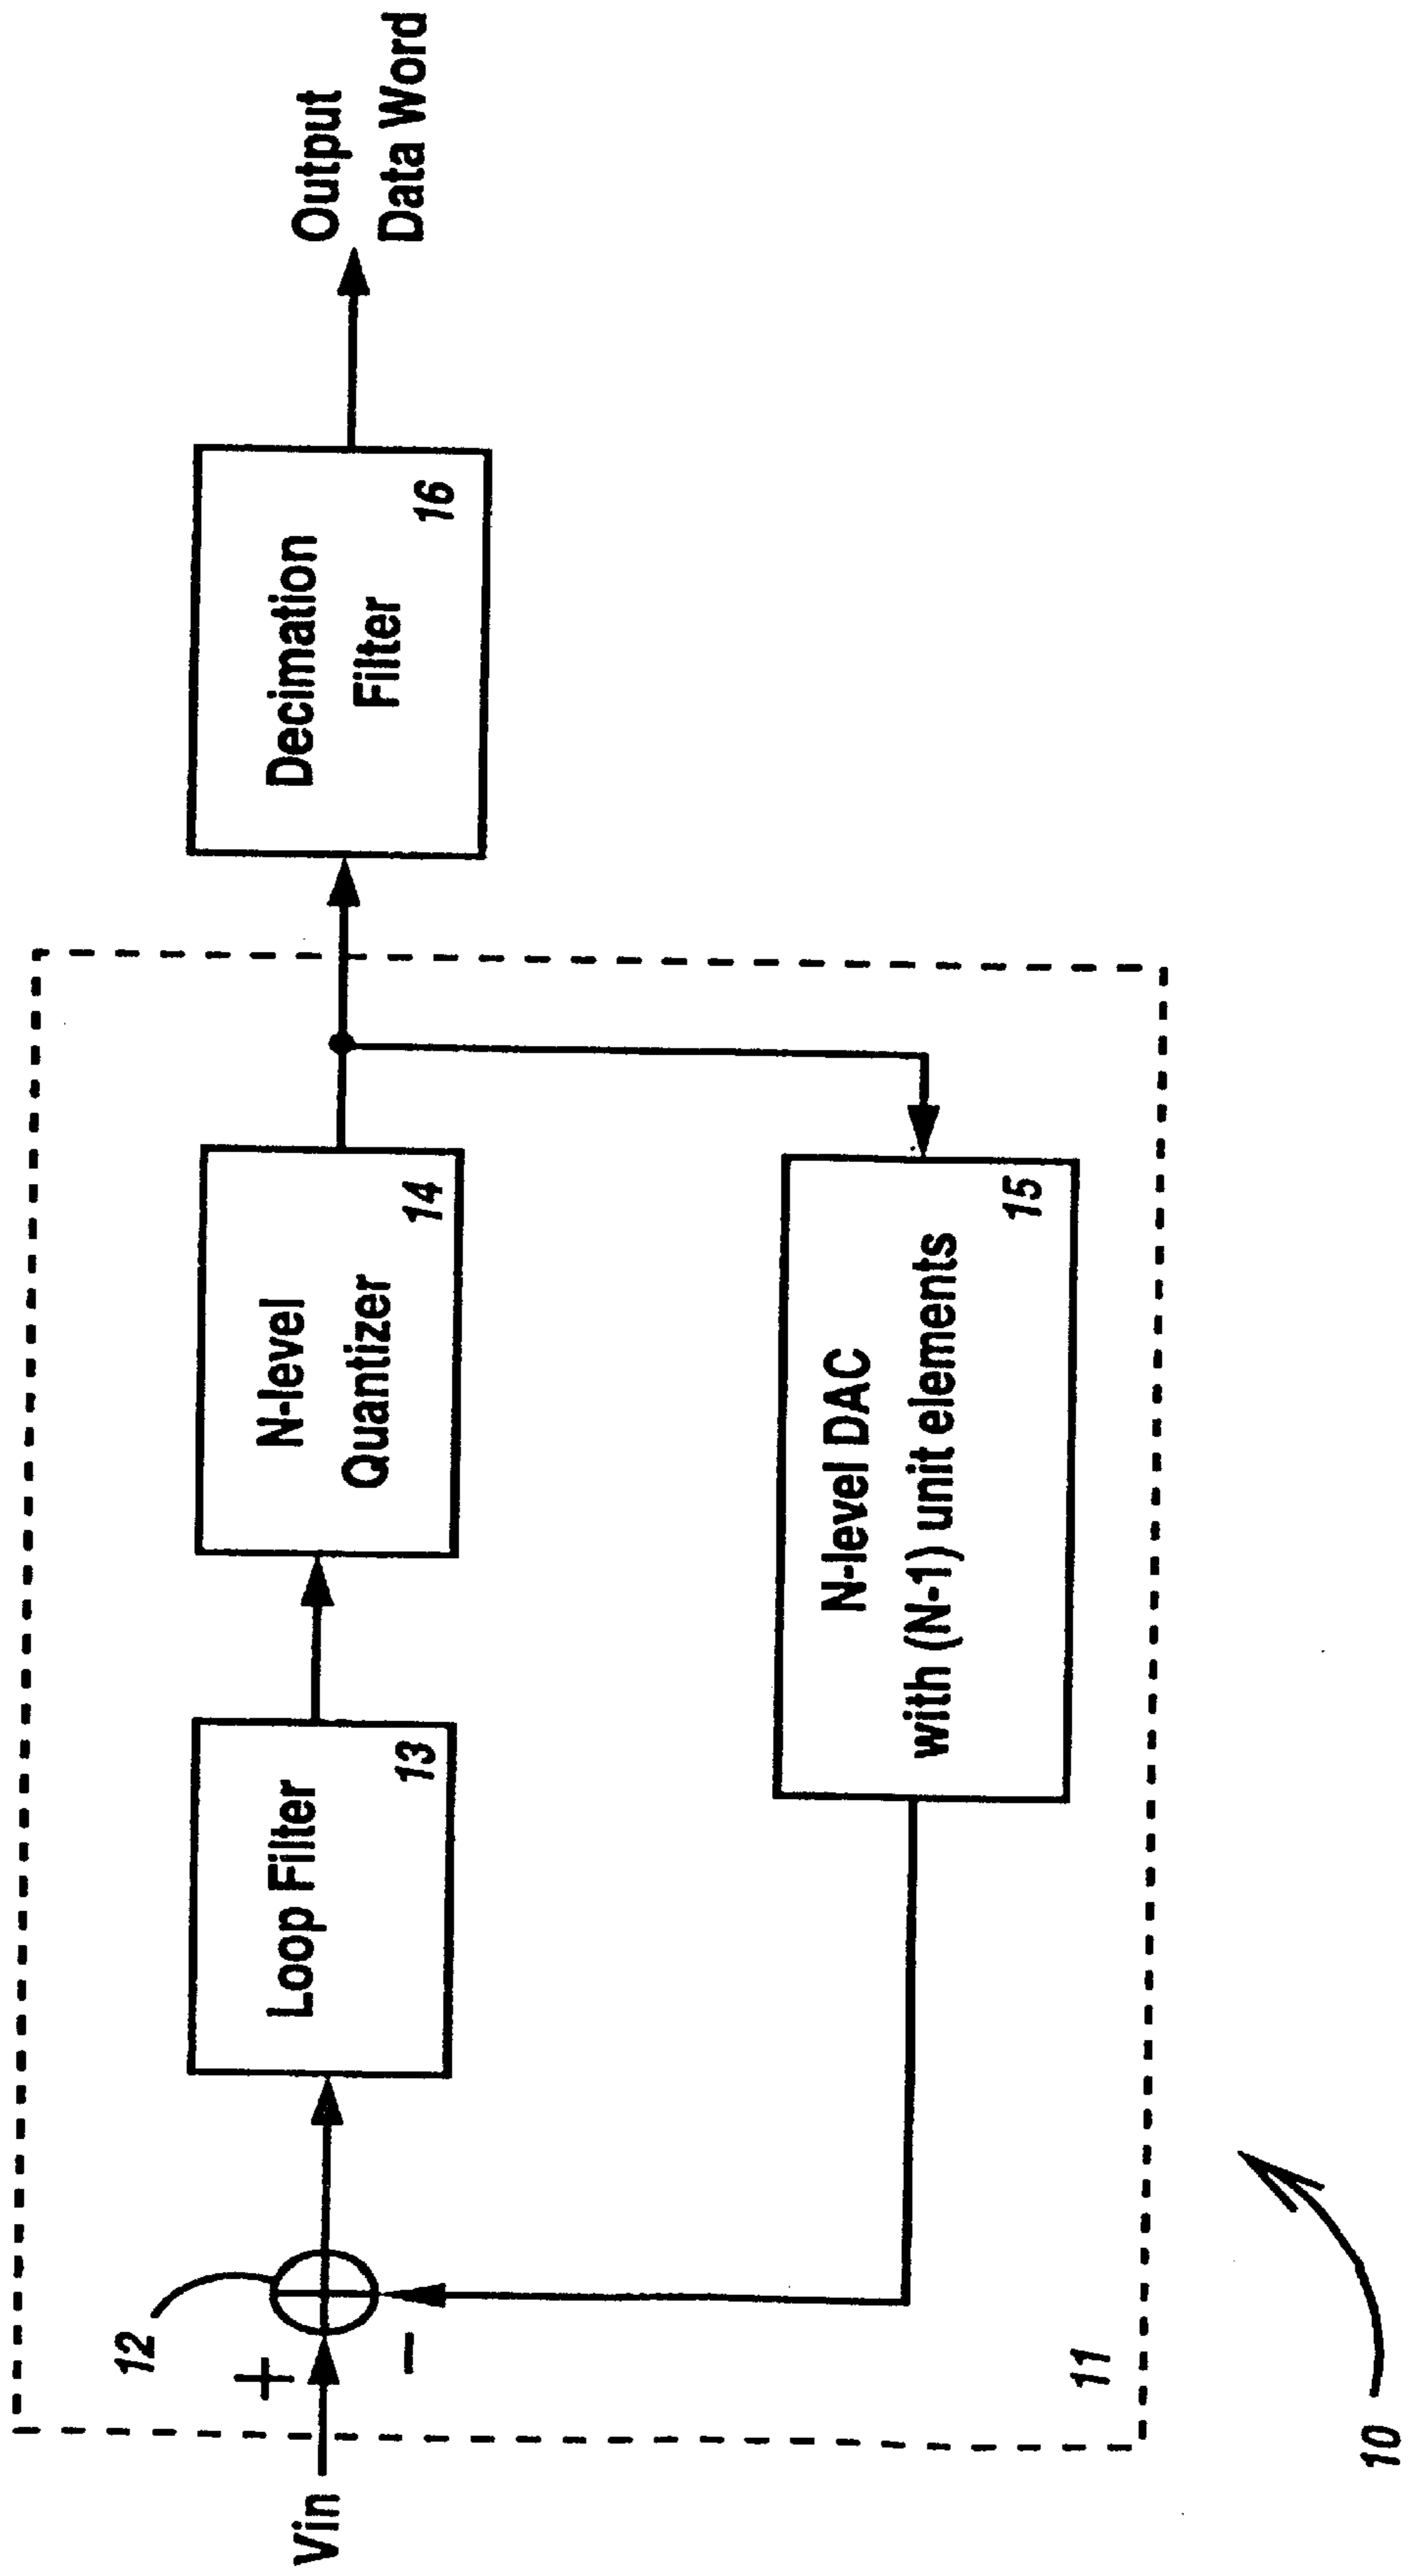 Vin
+
-
12
Loop Filter
13
N-level
Quantizer
14
N-level DAC
with (N-1) unit elements
15
11
Decimation
Filter
16
Output
Data Word
10